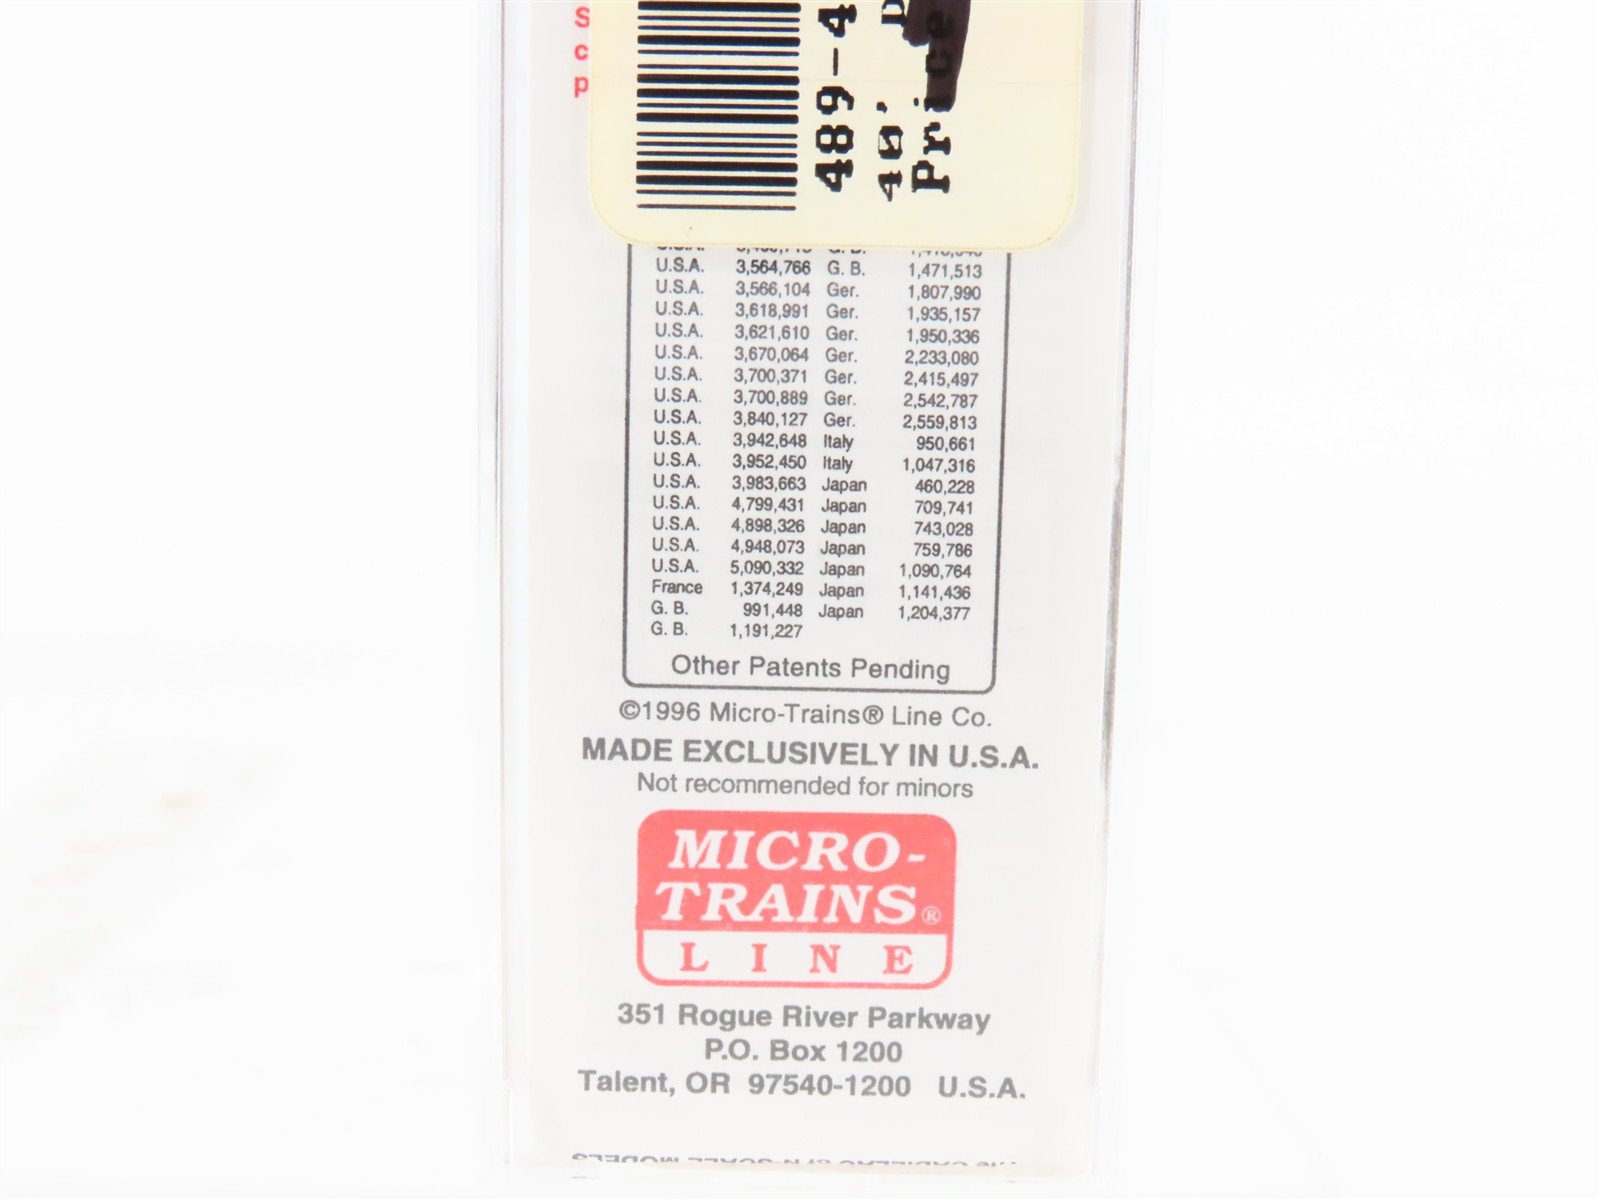 s
c
p
489-4
40' D
Price
U.S.A. 3,564,766 G. B. 1,471,513
U.S.A. 3,566,104 Ger. 1,807,990
U.S.A. 3,618,991 Ger. 1,935,157
U.S.A. 3,621,610 Ger. 1,950,336
U.S.A. 3,670,064 Ger. 2,233,080
U.S.A. 3,700,371 Ger. 2,415,497
U.S.A. 3,700,889 Ger. 2,542,787
U.S.A. 3,840,127 Ger. 2,559,813
U.S.A. 3,942,648 Italy 950,661
U.S.A. 3,952,450 Italy 1,047,316
U.S.A. 3,983,663 Japan 460,228
U.S.A. 4,799,431 Japan 709,741
U.S.A. 4,898,326 Japan 743,028
U.S.A. 4,948,073 Japan 759,786
U.S.A. 5,090,332 Japan 1,090,764
France 1,374,249 Japan 1,141,436
G. B. 991,448 Japan 1,204,377
G. B. 1,191,227
Other Patents Pending
©1996 Micro-Trains® Line Co.
MADE EXCLUSIVELY IN U.S.A.
Not recommended for minors
MICRO-
TRAINS®
LINE
351 Rogue River Parkway
P.O. Box 1200
Talent, OR 97540-1200 U.S.A.